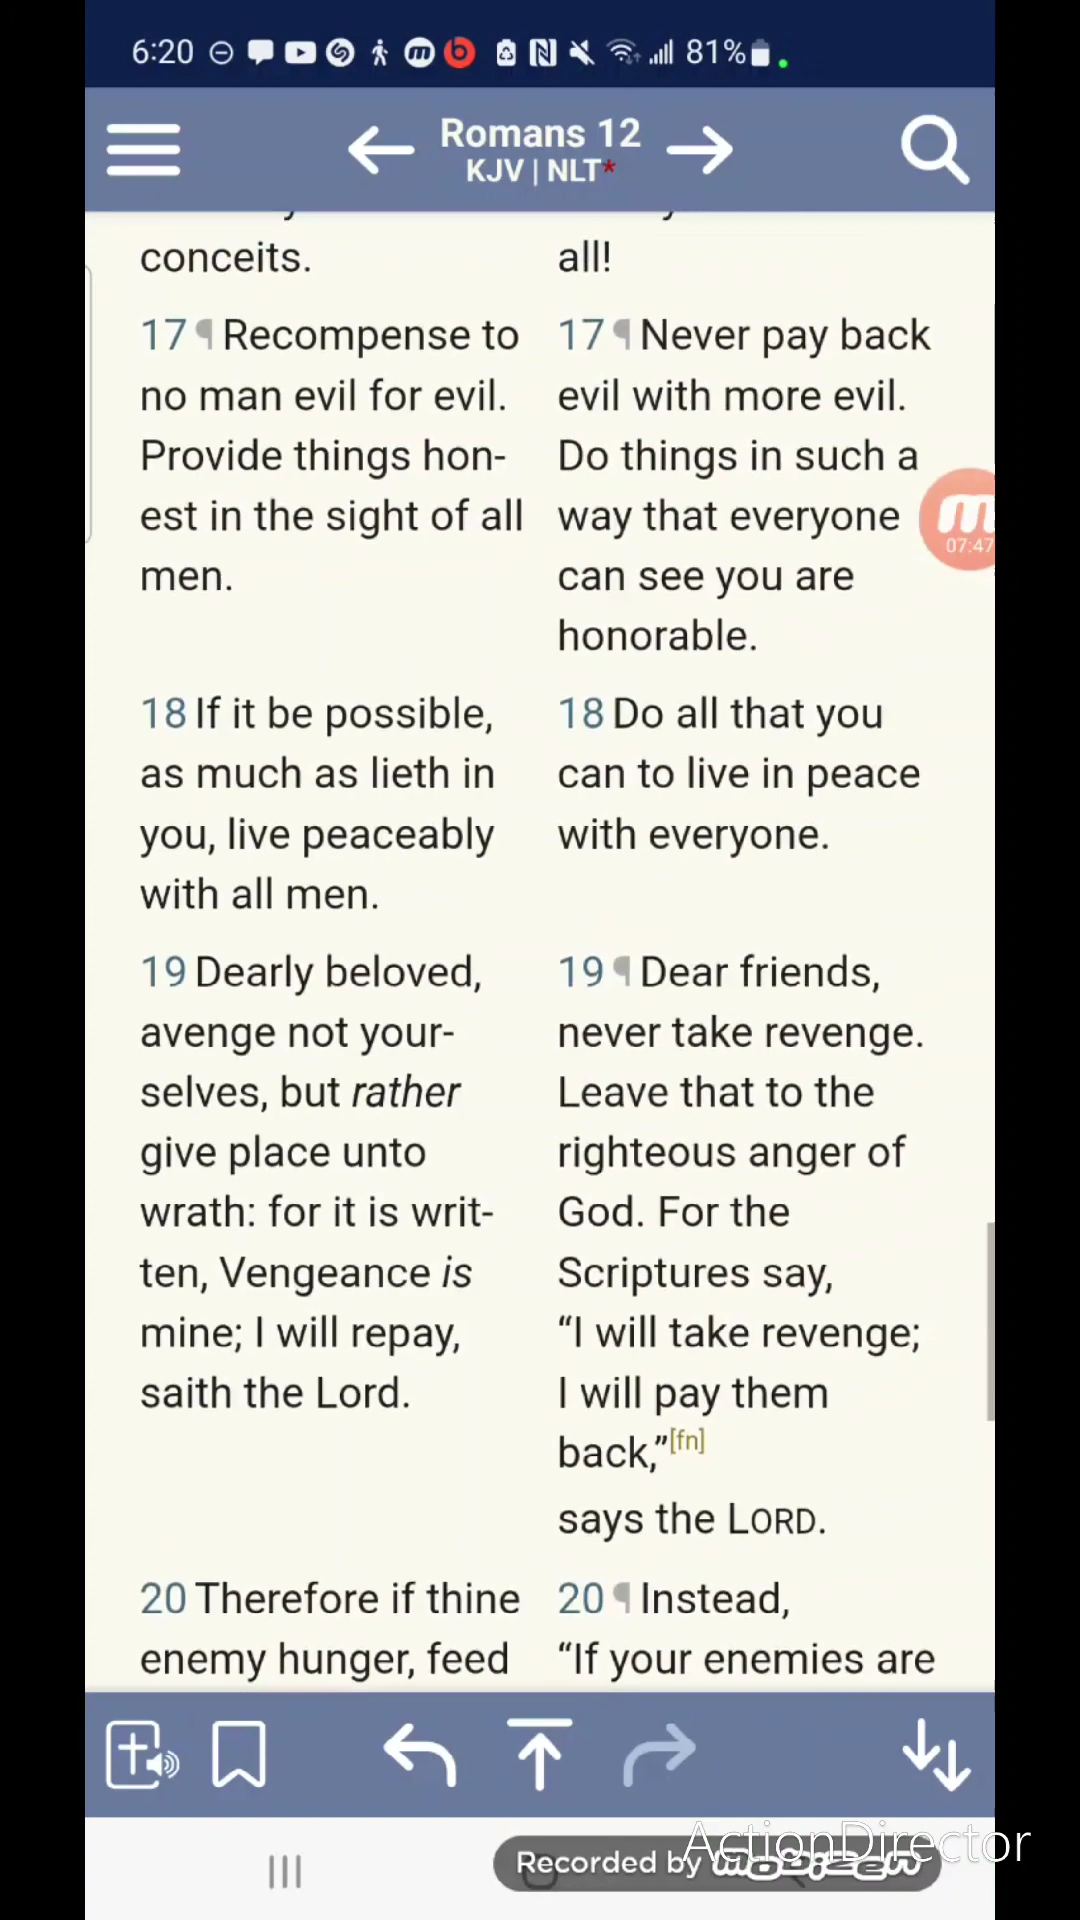 6:20
81%
Romans 12
KJV | NLT*
conceits.
17 ¶ Recompense to
no man evil for evil.
Provide things hon-
est in the sight of all
men.
18 If it be possible,
as much as lieth in
you, live peaceably
with all men.
19 Dearly beloved,
avenge not your-
selves, but rather
give place unto
wrath: for it is writ-
ten, Vengeance is
mine; I will repay,
saith the Lord.
20 Therefore if thine
enemy hunger, feed
all!
17 ¶ Never pay back
evil with more evil.
Do things in such a
way that everyone
can see you are
honorable.
18 Do all that you
can to live in peace
with everyone.
19 ¶ Dear friends,
never take revenge.
Leave that to the
righteous anger of
God. For the
Scriptures say,
“I will take revenge;
I will pay them
back,”[fn]
says the LORD.
20 ¶ Instead,
“If your enemies are
m
07:47
ActionDirector
Recorded by mobizen